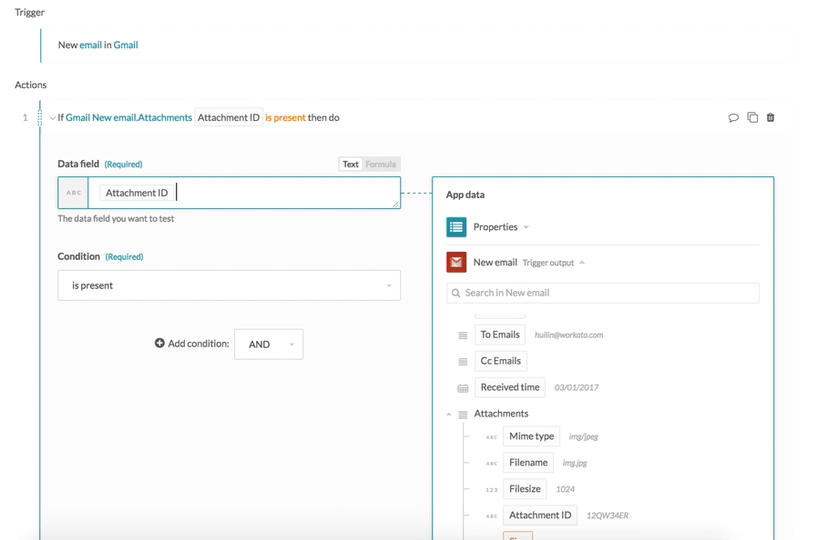 Trigger
New email in Gmail
Actions
1 If Gmail New email.Attachments Attachment ID is present then do
Data field (Required) Text Formula
ABC Attachment ID
The data field you want to test
Condition (Required)
is present
Add condition: AND
App data
Properties
New email Trigger output
Search in New email
To Emails huilin@workato.com
Cc Emails
Received time 03/01/2017
Attachments
ABC Mime type img/jpeg
ABC Filename img.jpg
123 Filesize 1024
ABC Attachment ID 12QW34ER